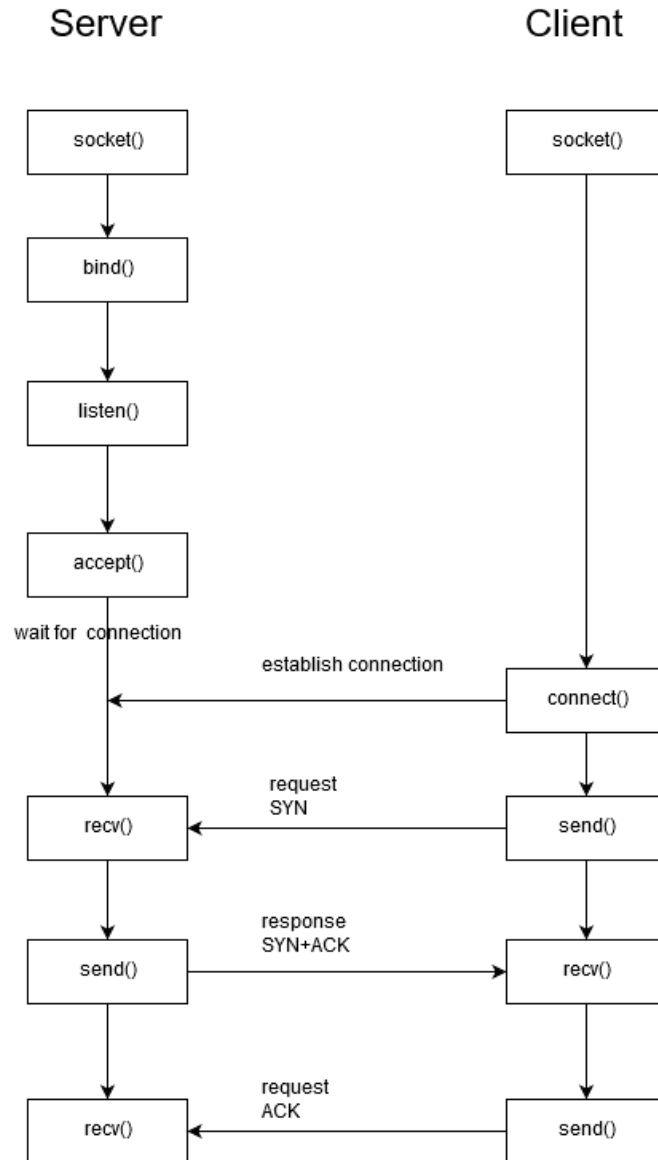 Server
Client
socket()
socket()
bind()
listen()
accept()
wait for  connection
establish connection
connect()
request
SYN
recv()
send()
response
SYN+ACK
send()
recv()
request
ACK
recv()
send()